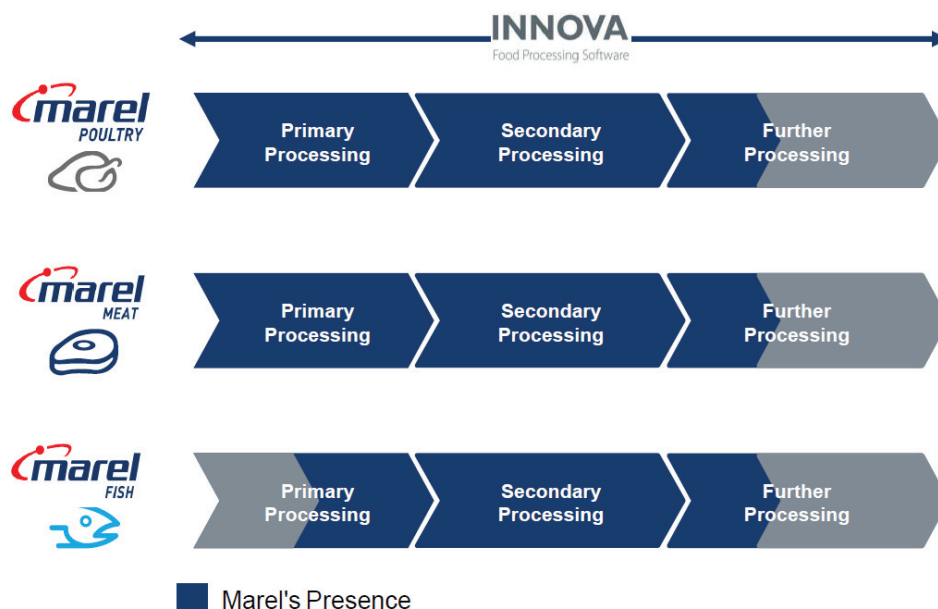 INNOVA
Food Processing Software
marel
POULTRY
Primary
Processing
Secondary
Processing
Further
Processing
marel
MEAT
Primary
Processing
Secondary
Processing
Further
Processing
marel
FISH
Primary
Processing
Secondary
Processing
Further
Processing
Marel's Presence